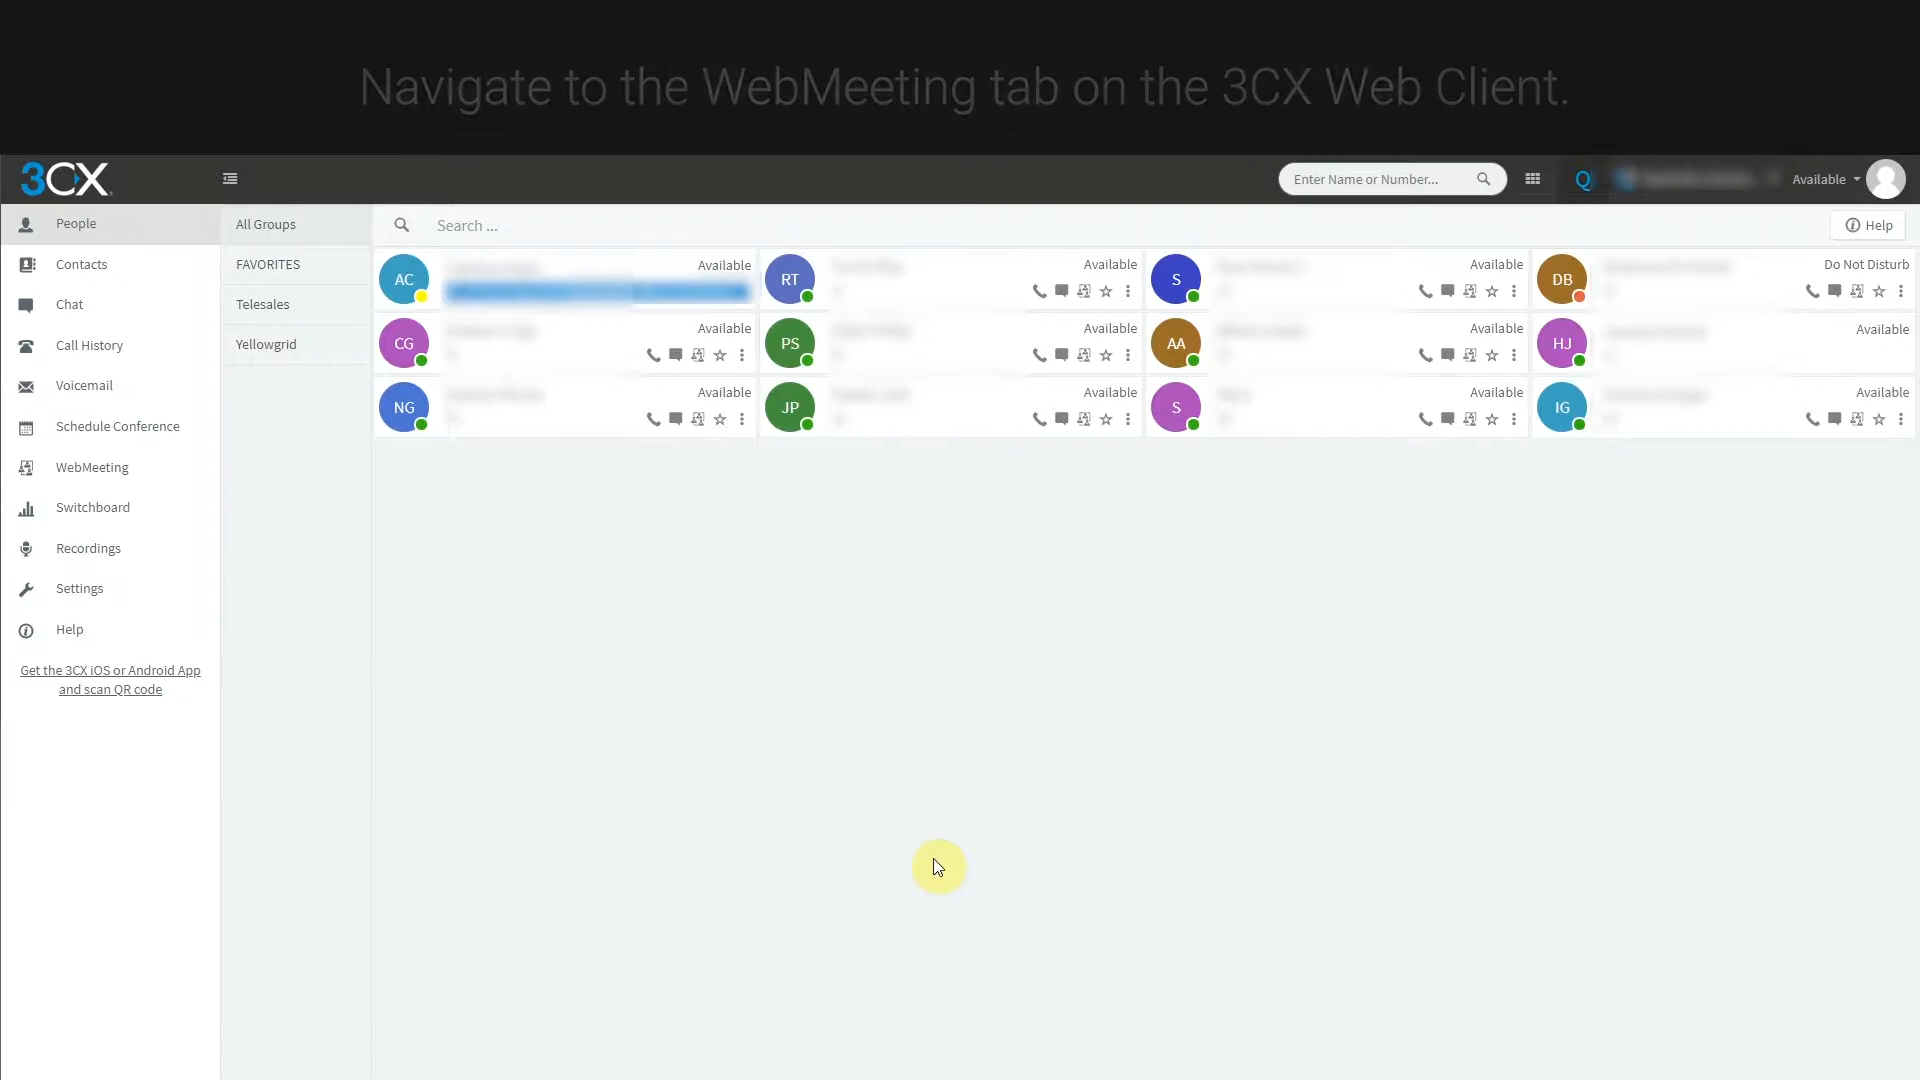 Navigate to the WebMeeting tab on the 3CX Web Client.
3CX
Enter Name or Number...
Available
People
Contacts
Chat
Call History
Voicemail
Schedule Conference
WebMeeting
Switchboard
Recordings
Settings
Help
Get the 3CX iOS or Android App
and scan QR code
All Groups
FAVORITES
Telesales
Yellowgrid
Search ...
Help
AC
Available
RT
Available
S
Available
DB
Do Not Disturb
CG
Available
PS
Available
AA
Available
HJ
Available
NG
Available
JP
Available
S
Available
IG
Available